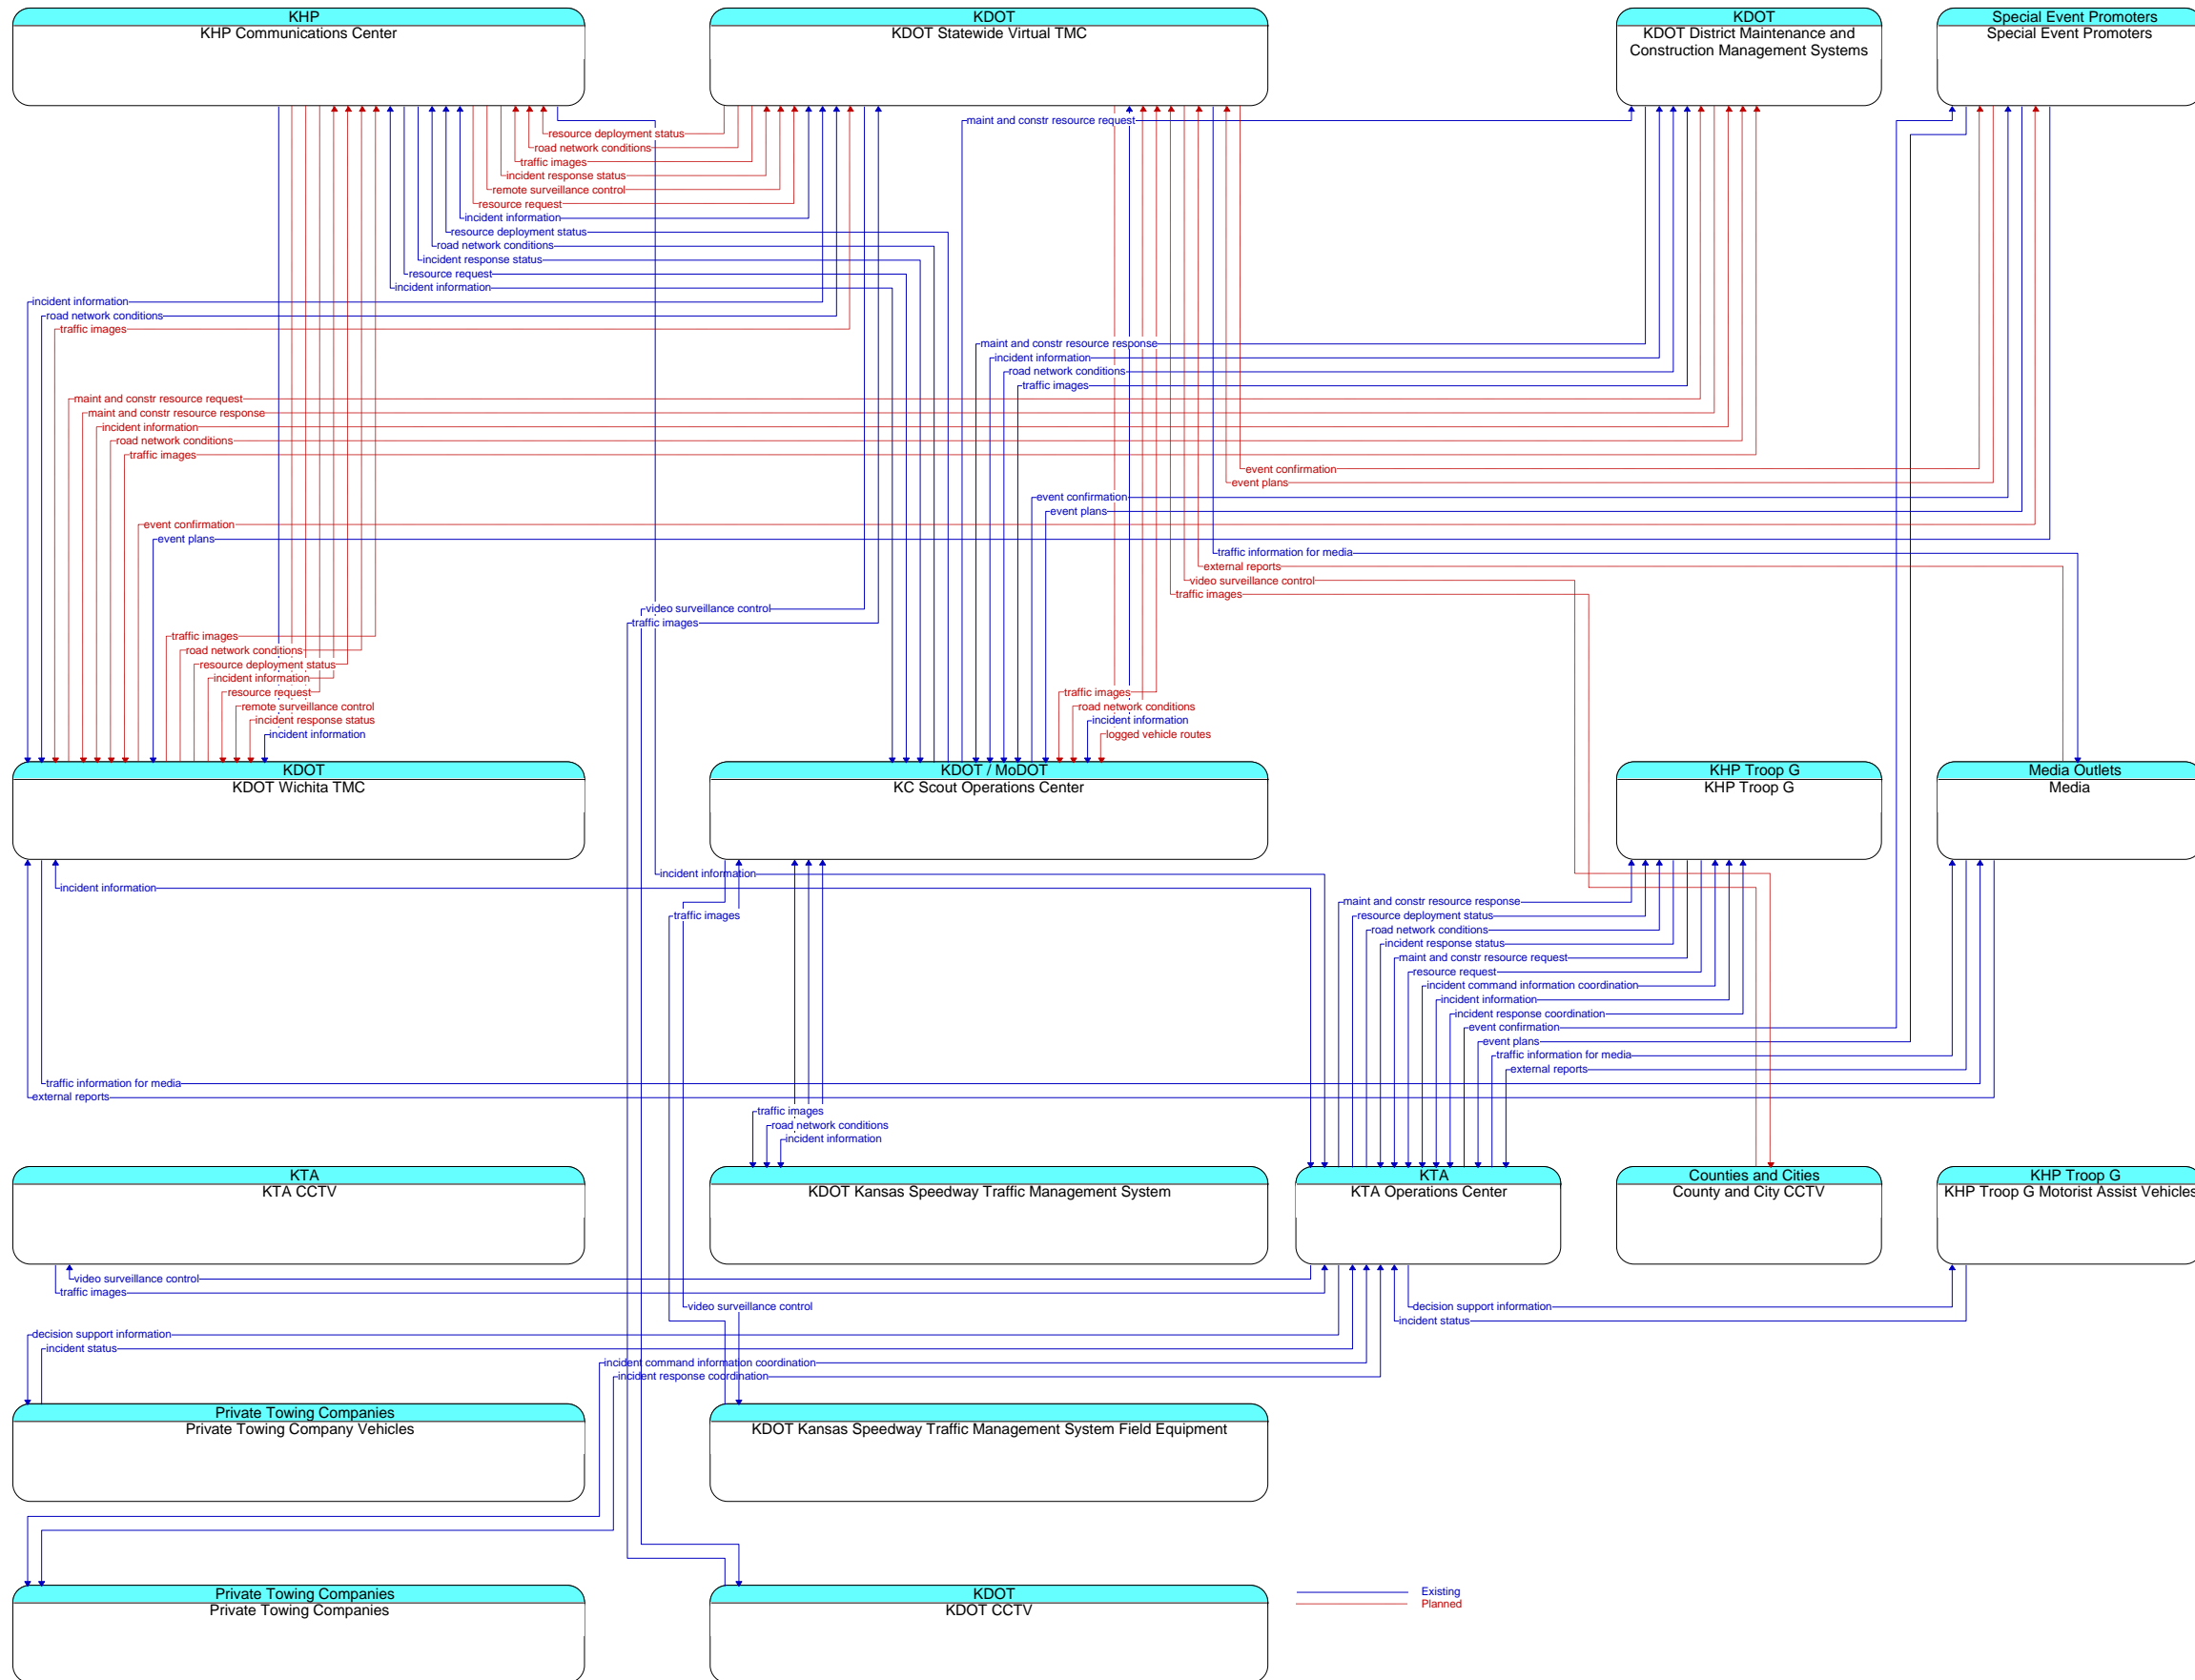 KHP
KHP Communications Center
KDOT
KDOT Statewide Virtual TMC
KDOT
KDOT District Maintenance and
Construction Management Systems
Special Event Promoters
Special Event Promoters
maint and constr resource request
resource deployment status
road network conditions
traffic images
incident response status
remote surveillance control
resource request
incident information
resource deployment status
road network conditions
incident response status
resource request
incident information
incident information
road network conditions
traffic images
maint and constr resource response
incident information
road network conditions
traffic images
maint and constr resource request
maint and constr resource response
incident information
road network conditions
traffic images
event confirmation
event plans
event confirmation
event plans
event confirmation
event plans
traffic information for media
external reports
video surveillance control
traffic images
video surveillance control
traffic images
traffic images
road network conditions
resource deployment status
incident information
resource request
remote surveillance control
incident response status
incident information
traffic images
road network conditions
incident information
logged vehicle routes
KDOT
KDOT Wichita TMC
KDOT / MoDOT
KC Scout Operations Center
KHP Troop G
KHP Troop G
Media Outlets
Media
incident information
incident information
traffic images
maint and constr resource response
resource deployment status
road network conditions
incident response status
maint and constr resource request
resource request
incident command information coordination
incident information
incident response coordination
event confirmation
event plans
traffic information for media
external reports
traffic information for media
external reports
traffic images
road network conditions
incident information
KTA
KTA CCTV
KDOT Kansas Speedway Traffic Management System
KTA
KTA Operations Center
Counties and Cities
County and City CCTV
KHP Troop G
KHP Troop G Motorist Assist Vehicles
video surveillance control
traffic images
video surveillance control
decision support information
incident status
decision support information
incident status
incident command information coordination
incident response coordination
Private Towing Companies
Private Towing Company Vehicles
KDOT Kansas Speedway Traffic Management System Field Equipment
Private Towing Companies
Private Towing Companies
KDOT
KDOT CCTV
Existing
Planned